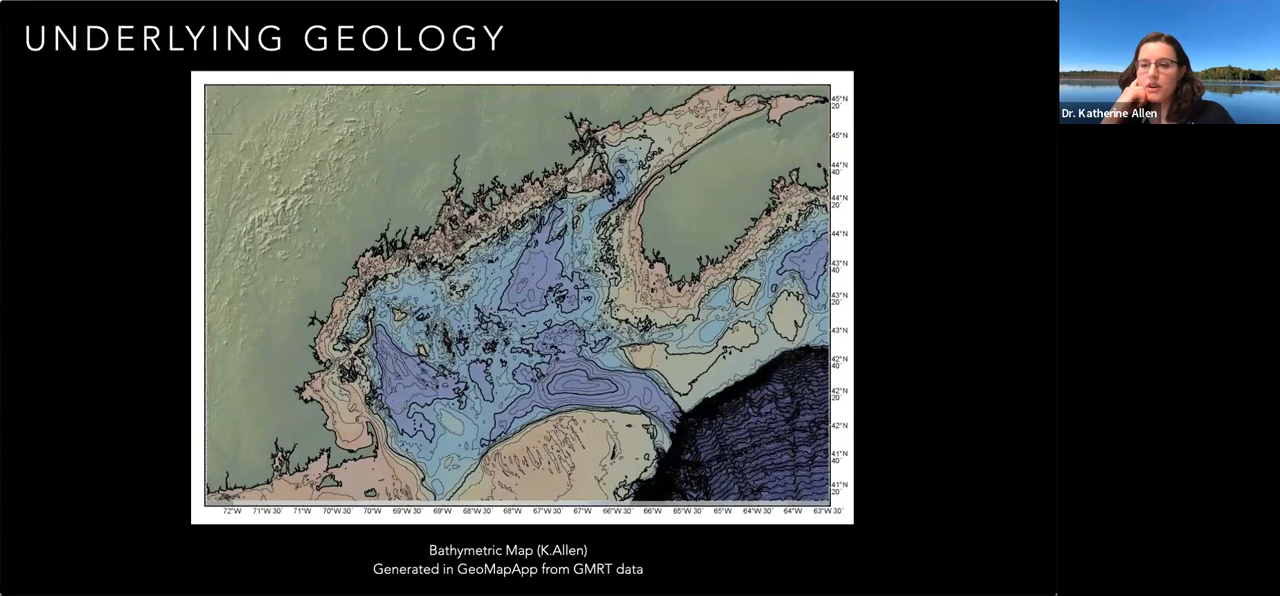 UNDERLYING GEOLOGY
Dr. Katherine Allen
45°N
20'
45°N
44°N
40'
44°N
20'
44°N
43°N
40'
43°N
20'
43°N
42°N
40'
42°N
20'
42°N
41°N
40'
41°N
20'
72°W 71°W 30' 71°W 70°W 30' 70°W 69°W 30' 69°W 68°W 30' 68°W 67°W 30' 67°W 66°W 30' 66°W 65°W 30' 65°W 64°W 30' 64°W 63°W 30'
Bathymetric Map (K.Allen)
Generated in GeoMapApp from GMRT data